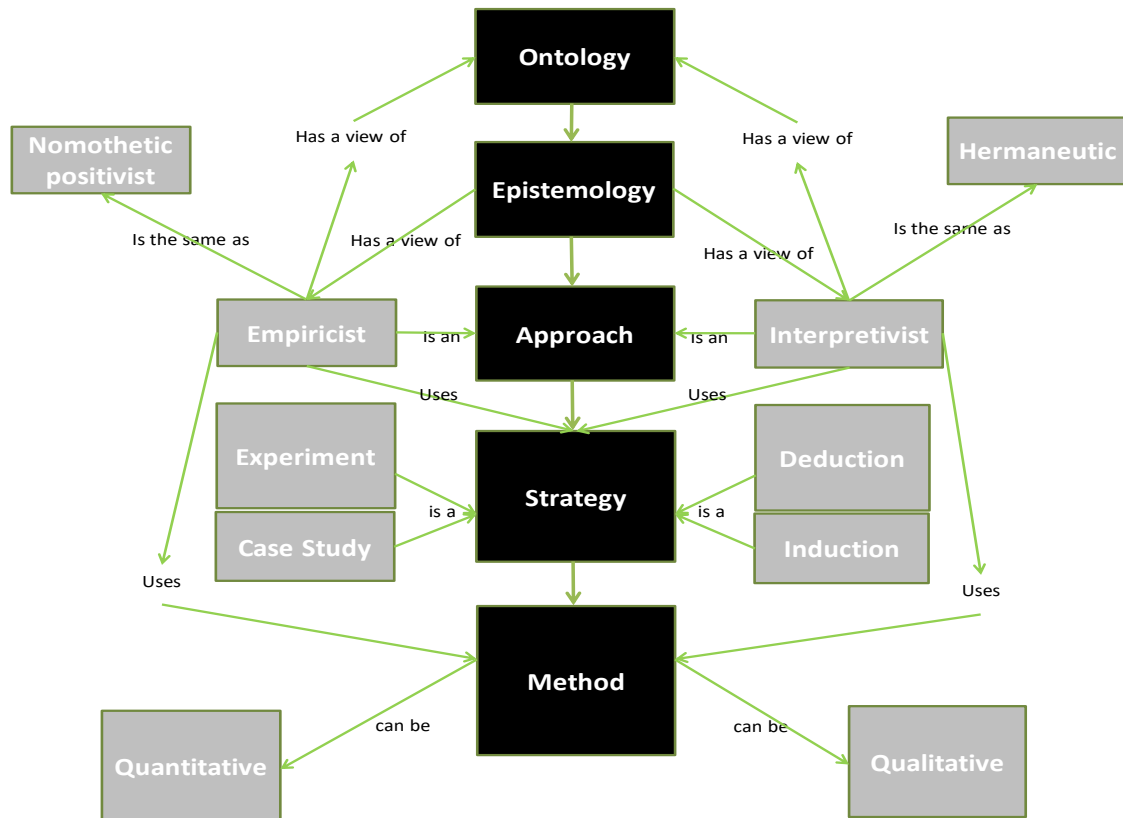 Ontology
Has a view of
Has a view of
Nomothetic
positivist
Hermaneutic
Epistemology
Is the same as
Has a view of
Has a view of
Is the same as
Empiricist
is an
Approach
is an
Interpretivist
Uses
Uses
Experiment
Deduction
Strategy
is a
is a
Case Study
Induction
Uses
Uses
Method
can be
can be
Quantitative
Qualitative